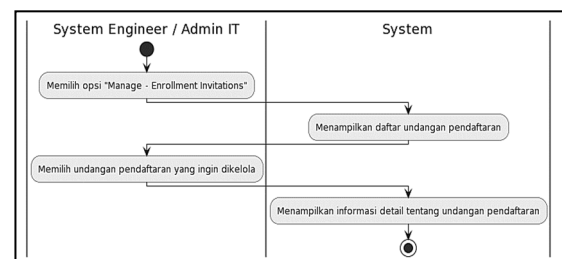 System Engineer / Admin IT
System
Memilih opsi "Manage - Enrollment Invitations"
Menampilkan daftar undangan pendaftaran
Memilih undangan pendaftaran yang ingin dikelola
Menampilkan informasi detail tentang undangan pendaftaran